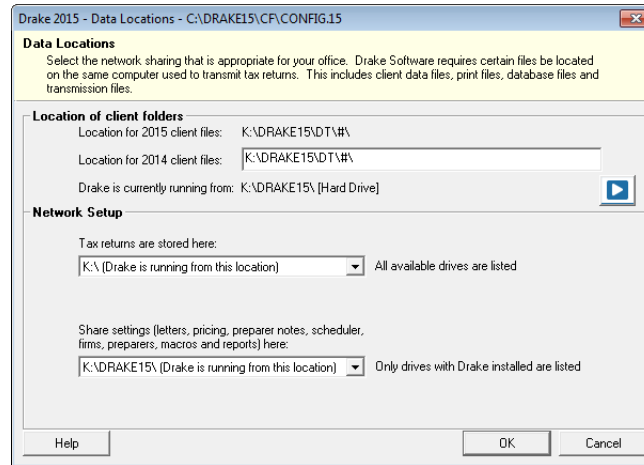 Drake 2015 - Data Locations - C:\DRAKE15\CF\CONFIG.15
Data Locations
Select the network sharing that is appropriate for your office. Drake Software requires certain files be located
on the same computer used to transmit tax returns. This includes client data files, print files, database files and
transmission files.
Location of client folders
Location for 2015 client files: K:\DRAKE15\DT\#\
Location for 2014 client files: K:\DRAKE15\DT\#\
Drake is currently running from: K:\DRAKE15\ [Hard Drive]
Network Setup
Tax returns are stored here:
K:\ (Drake is running from this location) All available drives are listed
Share settings (letters, pricing, preparer notes, scheduler,
firms, preparers, macros and reports) here:
K:\DRAKE15\ (Drake is running from this location) Only drives with Drake installed are listed
Help OK Cancel